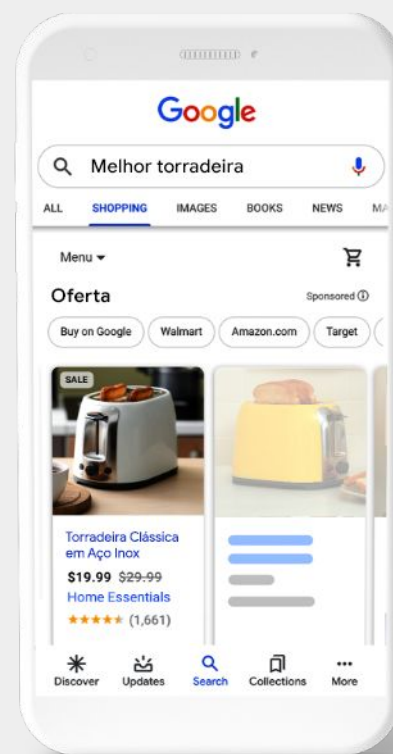 Google
Melhor torradeira
ALL SHOPPING IMAGES BOOKS NEWS MA
Menu
Oferta
Sponsored
Buy on Google Walmart Amazon.com Target
SALE
Torradeira Clássica
em Aço Inox
$19.99 $29.99
Home Essentials
(1,661)
Discover Updates Search Collections More